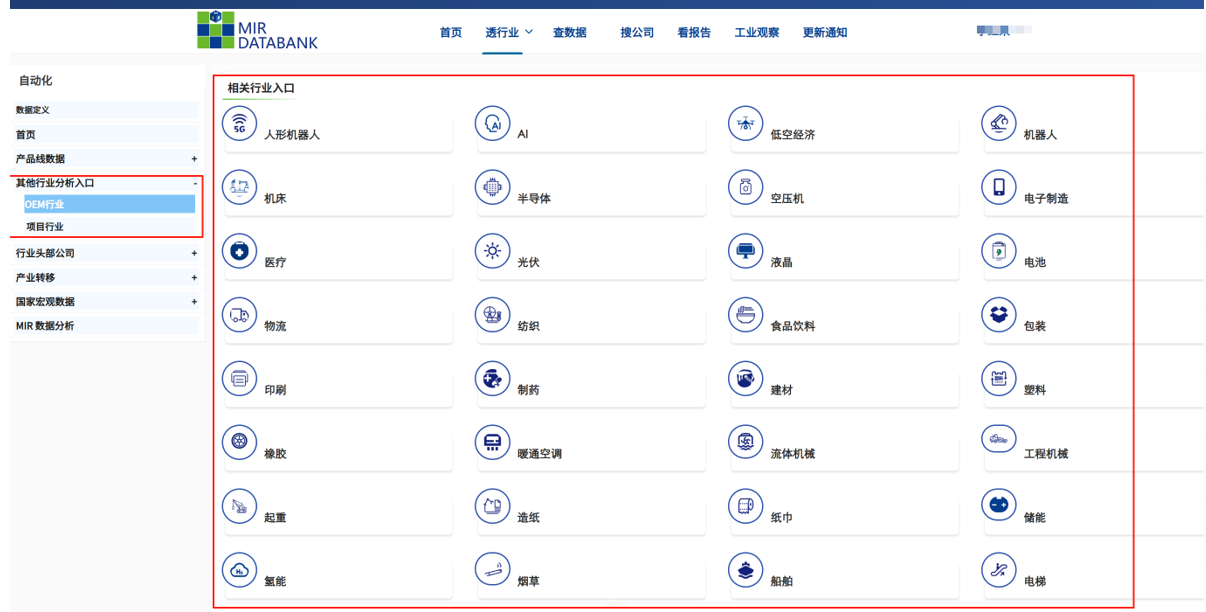 MIR
DATABANK
首页 透行业 查数据 搜公司 看报告 工业观察 更新通知
自动化
数据定义
首页
产品线数据 +
其他行业分析入口 -
OEM行业
项目行业
行业头部公司 +
产业转移 +
国家宏观数据 +
MIR 数据分析
相关行业入口
5G 人形机器人
AI AI
低空经济
机器人
机床
半导体
空压机
电子制造
医疗
光伏
液晶
电池
物流
纺织
食品饮料
包装
印刷
制药
建材
塑料
橡胶
暖通空调
流体机械
工程机械
起重
造纸
纸巾
储能
H₂ 氢能
烟草
船舶
电梯